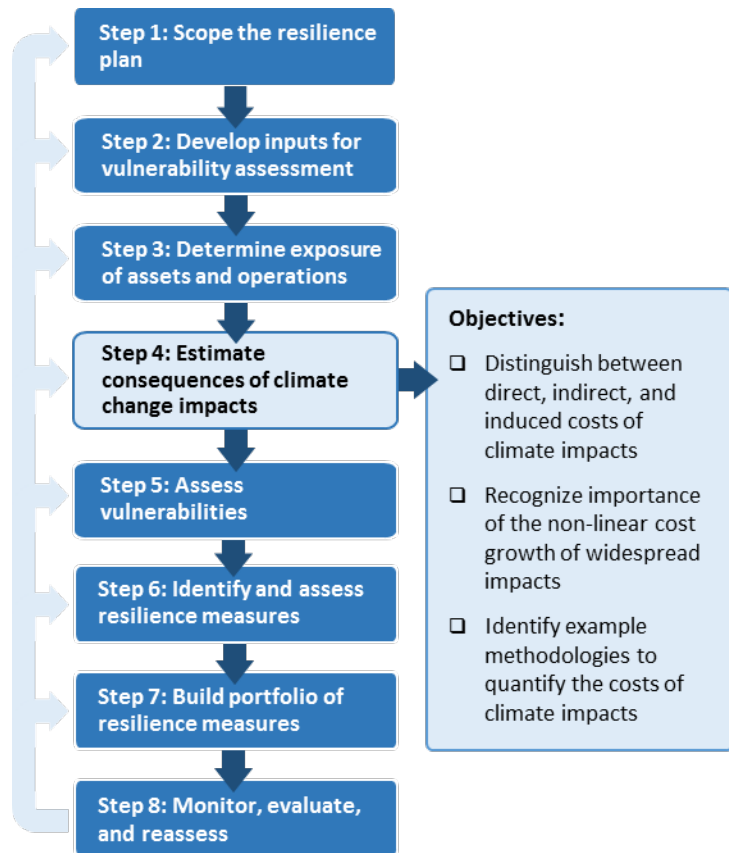 Step 1: Scope the resilience
plan
Step 2: Develop inputs for
vulnerability assessment
Step 3: Determine exposure
of assets and operations
Step 4: Estimate
consequences of climate
change impacts
Step 5: Assess
vulnerabilities
Step 6: Identify and assess
resilience measures
Step 7: Build portfolio of
resilience measures
Step 8: Monitor, evaluate,
and reassess
Objectives:
Distinguish between
direct, indirect, and
induced costs of
climate impacts
Recognize importance
of the non-linear cost
growth of widespread
impacts
Identify example
methodologies to
quantify the costs of
climate impacts